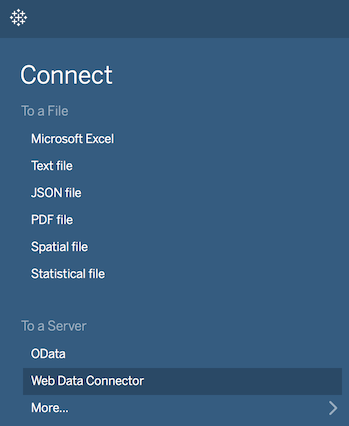 Connect
To a File
Microsoft Excel
Text file
JSON file
PDF file
Spatial file
Statistical file
To a Server
OData
Web Data Connector
More...